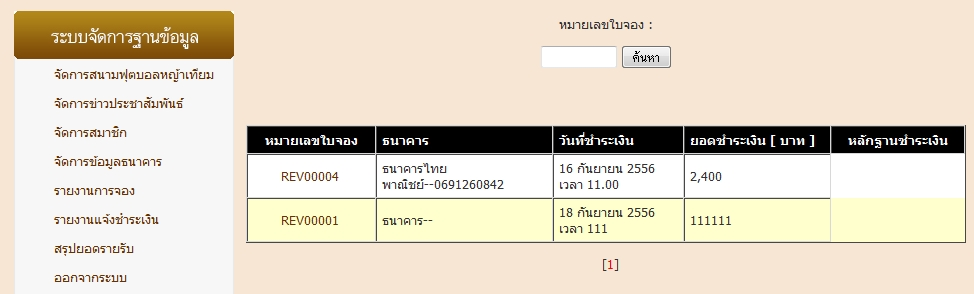 ระบบจัดการฐานข้อมูล
จัดการสนามฟุตบอลหญ้าเทียม
จัดการข่าวประชาสัมพันธ์
จัดการสมาชิก
จัดการข้อมูลธนาคาร
รายงานการจอง
รายงานแจ้งชำระเงิน
สรุปยอดรายรับ
ออกจากระบบ
หมายเลขใบจอง :
ค้นหา
หมายเลขใบจอง ธนาคาร วันที่ชำระเงิน ยอดชำระเงิน [ บาท ] หลักฐานชำระเงิน
REV00004 ธนาคารไทย 16 กันยายน 2556 2,400
พาณิชย์--0691260842 เวลา 11.00
REV00001 ธนาคาร-- 18 กันยายน 2556 111111
เวลา 111
[1]